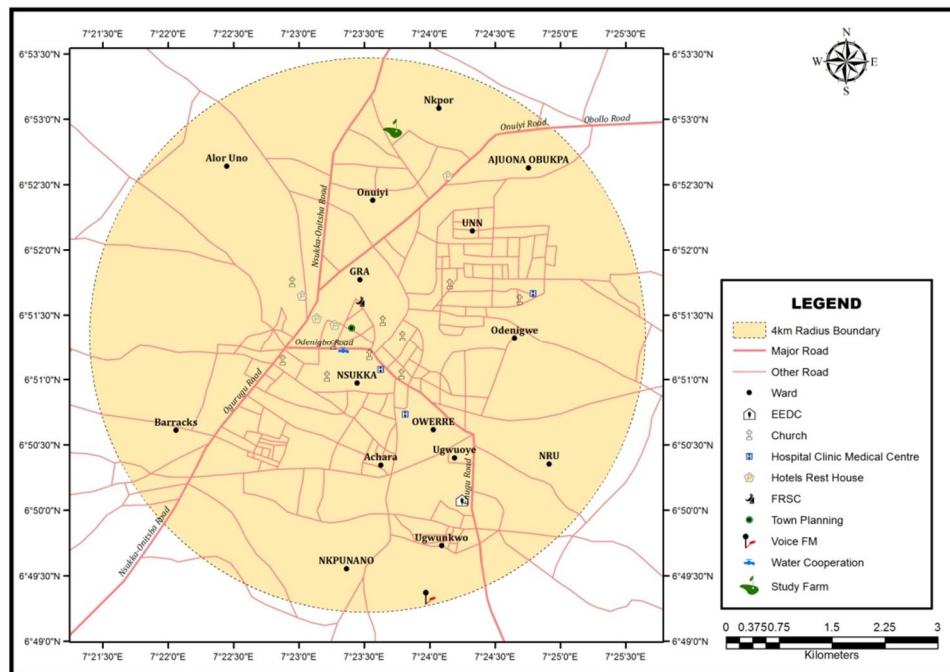 7°21'30"E 7°22'0"E 7°22'30"E 7°23'0"E 7°23'30"E 7°24'0"E 7°24'30"E 7°25'0"E 7°25'30"E
N
W E
S
6°53'30"N 6°53'30"N
Nkpor
6°53'0"N 6°53'0"N
Onuiyi Road
Obollo Road
Alor Uno
AJUONA OBUKPA
6°52'30"N 6°52'30"N
Onuiyi
Nsukka-Onitsha Road
UNN
6°52'0"N 6°52'0"N
GRA
6°51'30"N 6°51'30"N
Odenigwe
Odenigbo Road
6°51'0"N 6°51'0"N
NSUKKA
Ogurugu Road
Barracks
OWERRE
6°50'30"N 6°50'30"N
Ugwuoye
Achara
NRU
6°50'0"N 6°50'0"N
Road
Nsukka-Onitsha Road
Ugwunkwo
NKPUNANO
6°49'30"N 6°49'30"N
6°49'0"N 6°49'0"N
7°21'30"E 7°22'0"E 7°22'30"E 7°23'0"E 7°23'30"E 7°24'0"E 7°24'30"E 7°25'0"E 7°25'30"E
LEGEND
4km Radius Boundary
Major Road
Other Road
Ward
EEDC
Church
H Hospital Clinic Medical Centre
Hotels Rest House
FRSC
Town Planning
Voice FM
Water Cooperation
Study Farm
0 0.3750.75 1.5 2.25 3
Kilometers